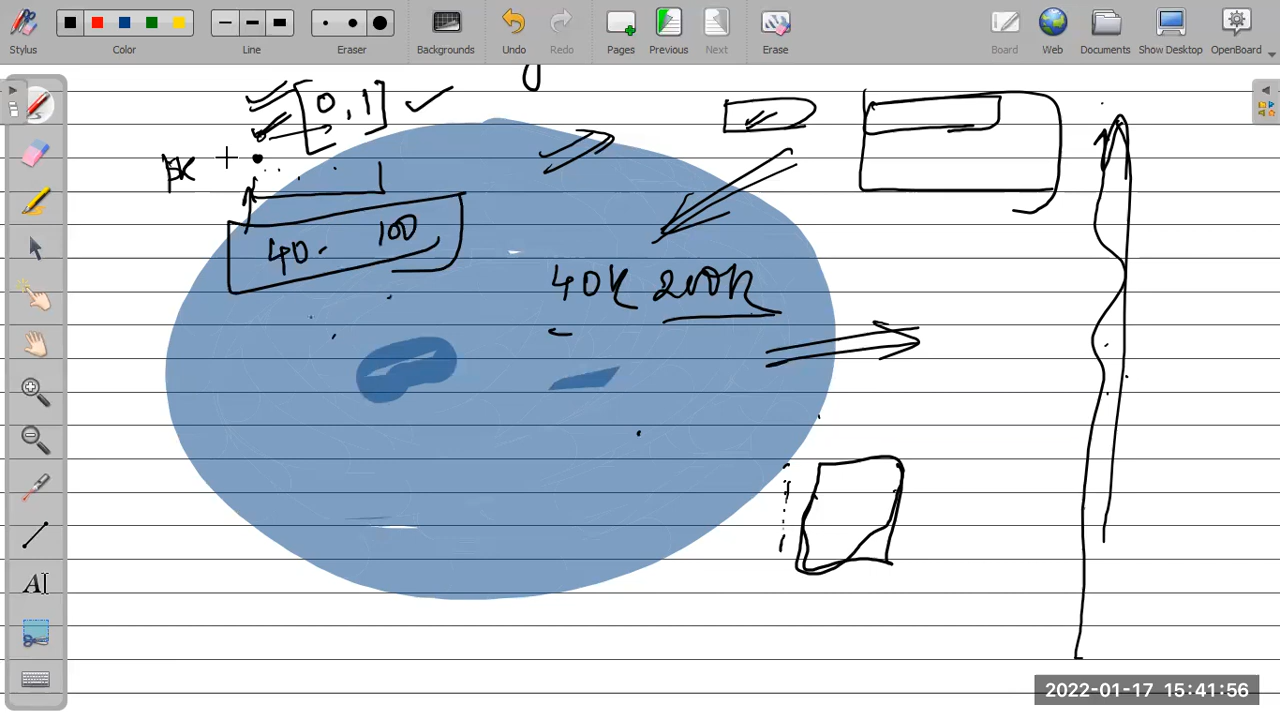 Stylus Color Line Eraser Backgrounds Undo Redo Pages Previous Next Erase Board Web Documents Show Desktop OpenBoard
[0, 1]
40- 100
40K 200K
2022-01-17 15:41:56